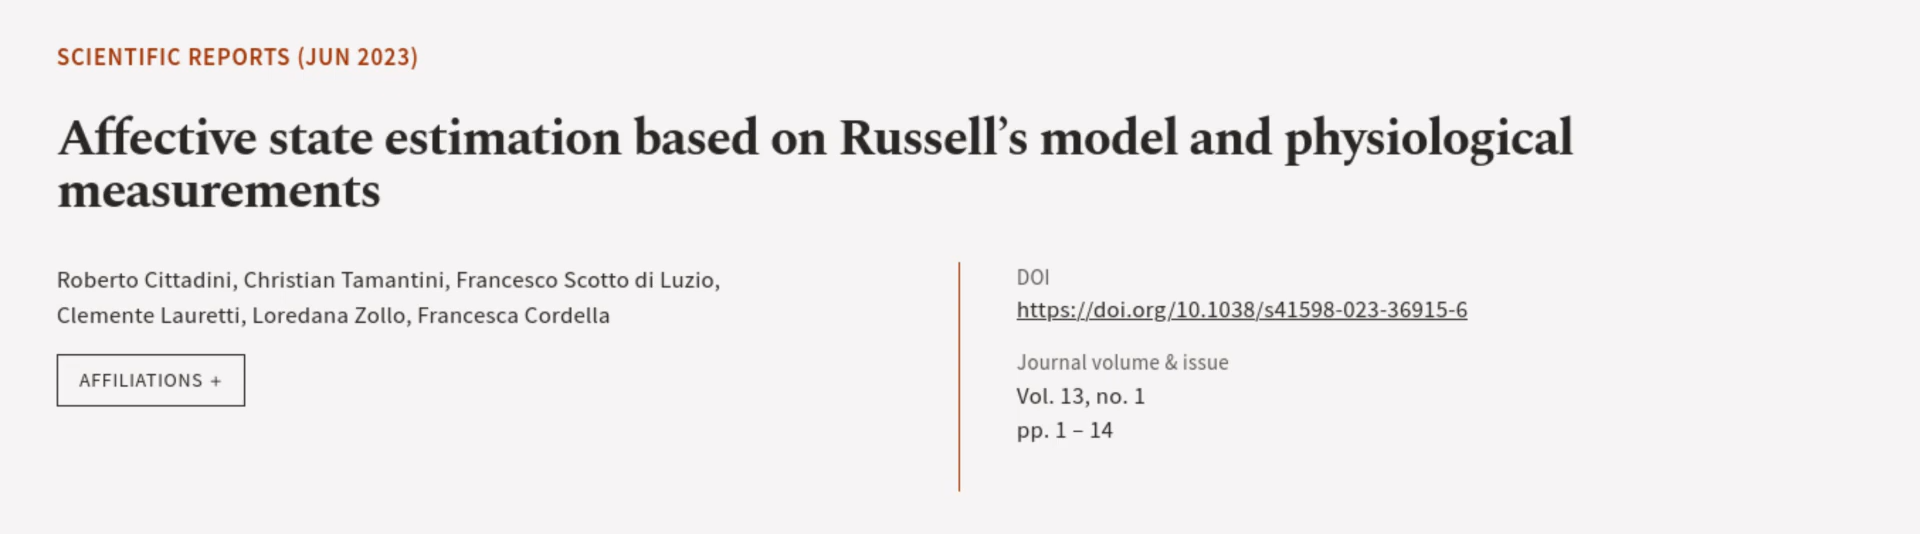 SCIENTIFIC REPORTS (JUN 2023)
Affective state estimation based on Russell’s model and physiological
measurements
Roberto Cittadini, Christian Tamantini, Francesco Scotto di Luzio,
Clemente Lauretti, Loredana Zollo, Francesca Cordella
AFFILIATIONS +
DOI
https://doi.org/10.1038/s41598-023-36915-6
Journal volume & issue
Vol. 13, no. 1
pp. 1 – 14